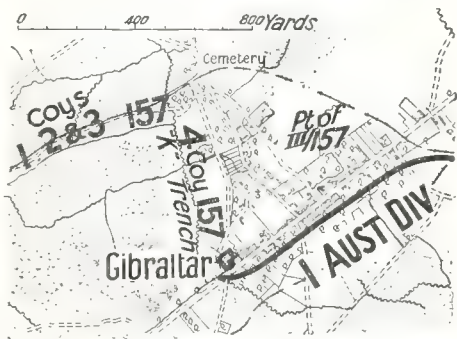 0 400 800 Yards
Cemetery
Coys
1 2 & 3 157
Pt of
III/157
4 Coy 157
K. Trench
Gibraltar
1 AUST DIV